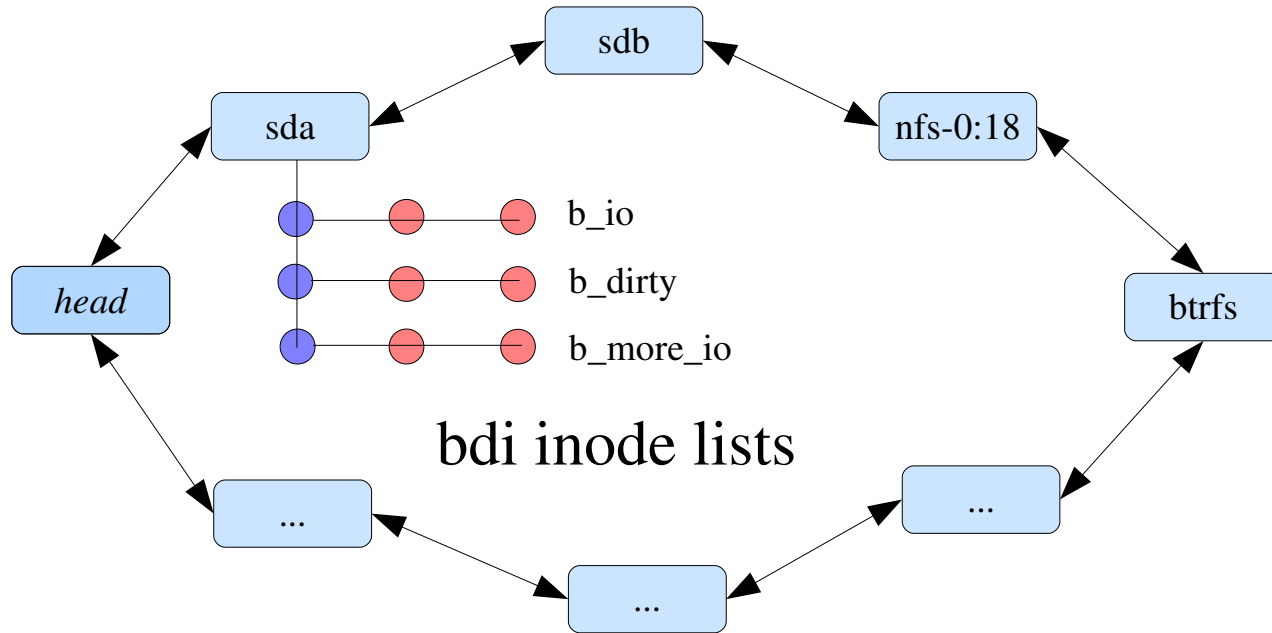 sdb
sda
nfs-0:18
b_io
b_dirty
head
btrfs
b_more_io
bdi inode lists
...
...
...